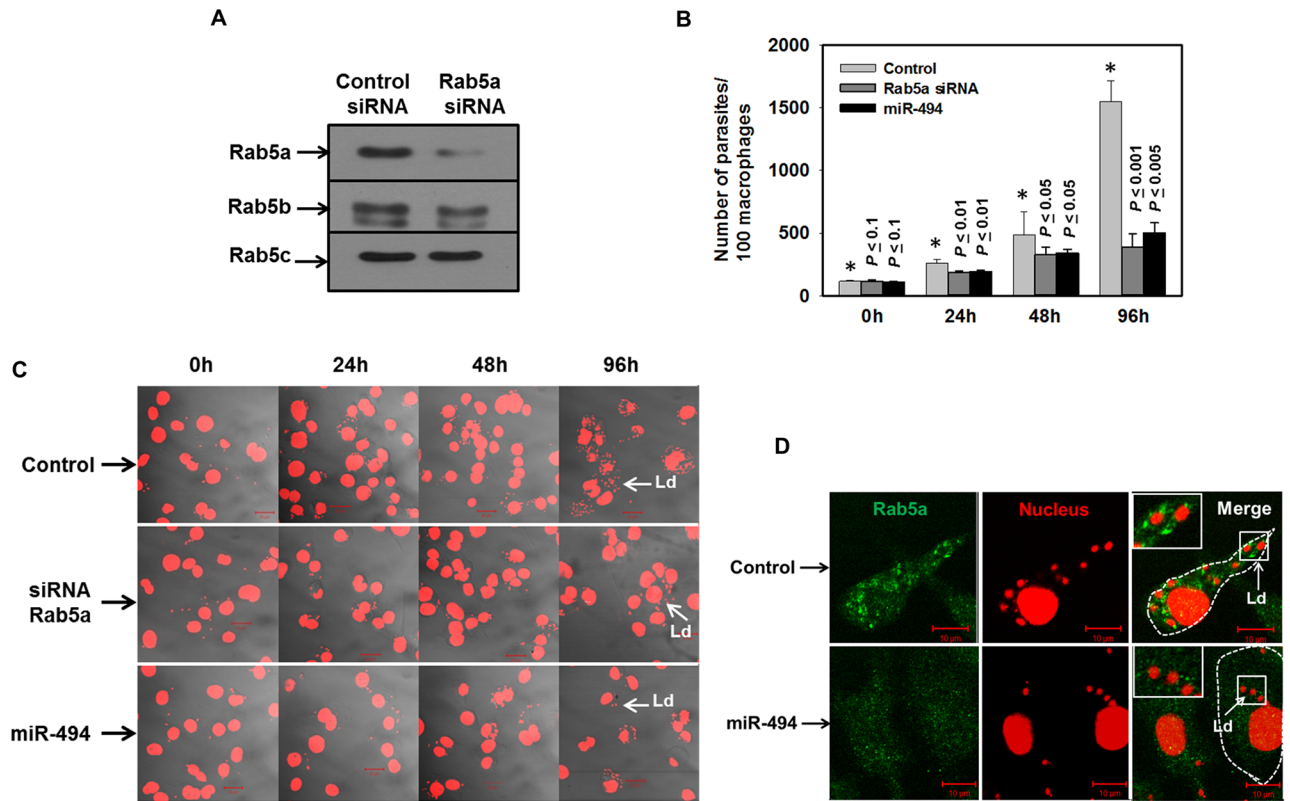 A
Control siRNA
Rab5a siRNA
Rab5a
Rab5b
Rab5c
B
Number of parasites/
100 macrophages
2000
1500
1000
500
0
Control
Rab5a siRNA
miR-494
*
P ≤ 0.1
P ≤ 0.1
*
P ≤ 0.01
P ≤ 0.01
*
P ≤ 0.05
P ≤ 0.05
*
P ≤ 0.001
P ≤ 0.005
0h
24h
48h
96h
C
0h
24h
48h
96h
Control
Ld
siRNA
Rab5a
Ld
miR-494
Ld
D
Rab5a
Nucleus
Merge
Control
Ld
10 µm
10 µm
10 µm
miR-494
Ld
10 µm
10 µm
10 µm